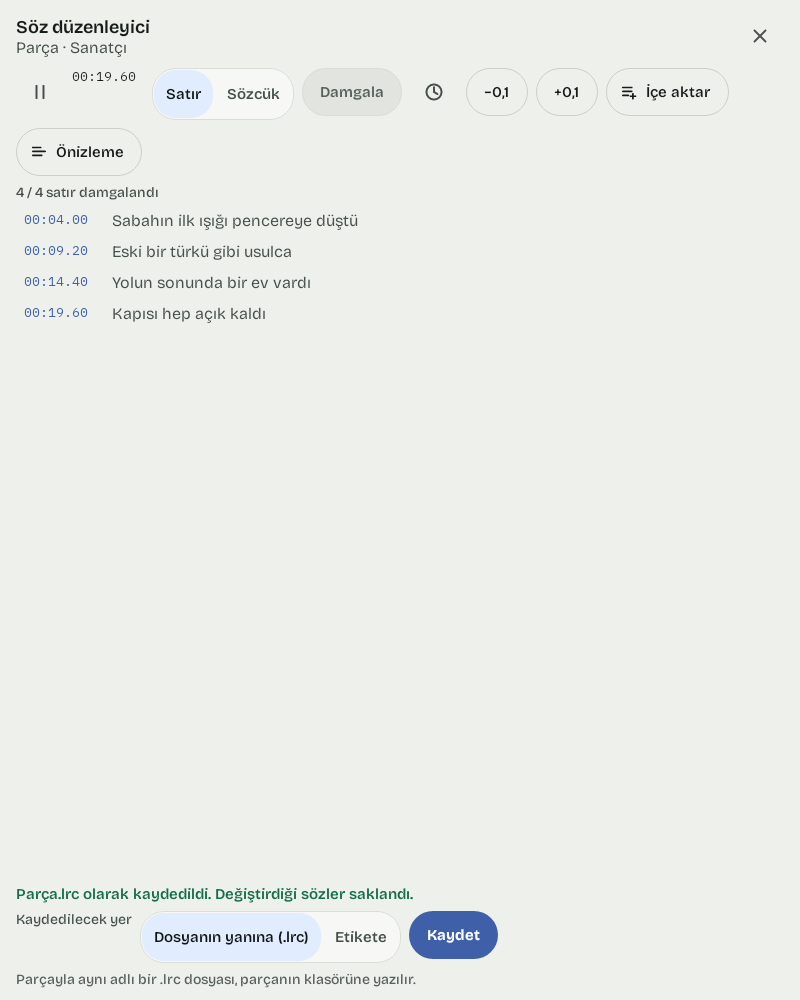 Söz düzenleyici
Parça · Sanatçı
00:19.60 Satır Sözcük Damgala −0,1 +0,1 İçe aktar
Önizleme
4 / 4 satır damgalandı
00:04.00 Sabahın ilk ışığı pencereye düştü
00:09.20 Eski bir türkü gibi usulca
00:14.40 Yolun sonunda bir ev vardı
00:19.60 Kapısı hep açık kaldı
Parça.lrc olarak kaydedildi. Değiştirdiği sözler saklandı.
Kaydedilecek yer Dosyanın yanına (.lrc) Etikete Kaydet
Parçayla aynı adlı bir .lrc dosyası, parçanın klasörüne yazılır.